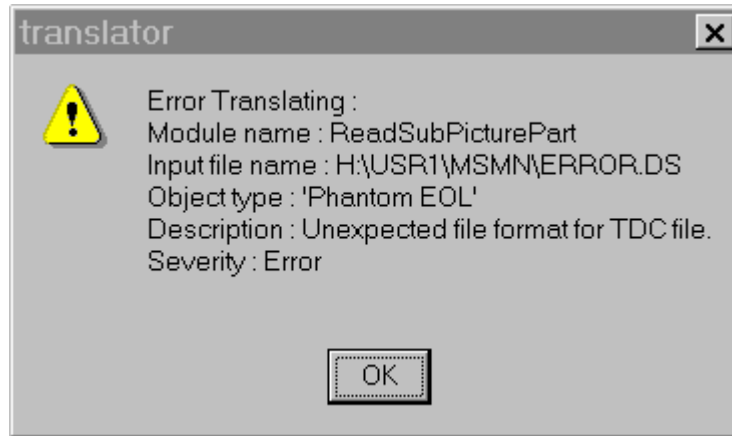 translator
Error Translating :
Module name : ReadSubPicturePart
Input file name : H:\USR1\MSMN\ERROR.DS
Object type : 'Phantom EOL'
Description : Unexpected file format for TDC file.
Severity : Error
OK